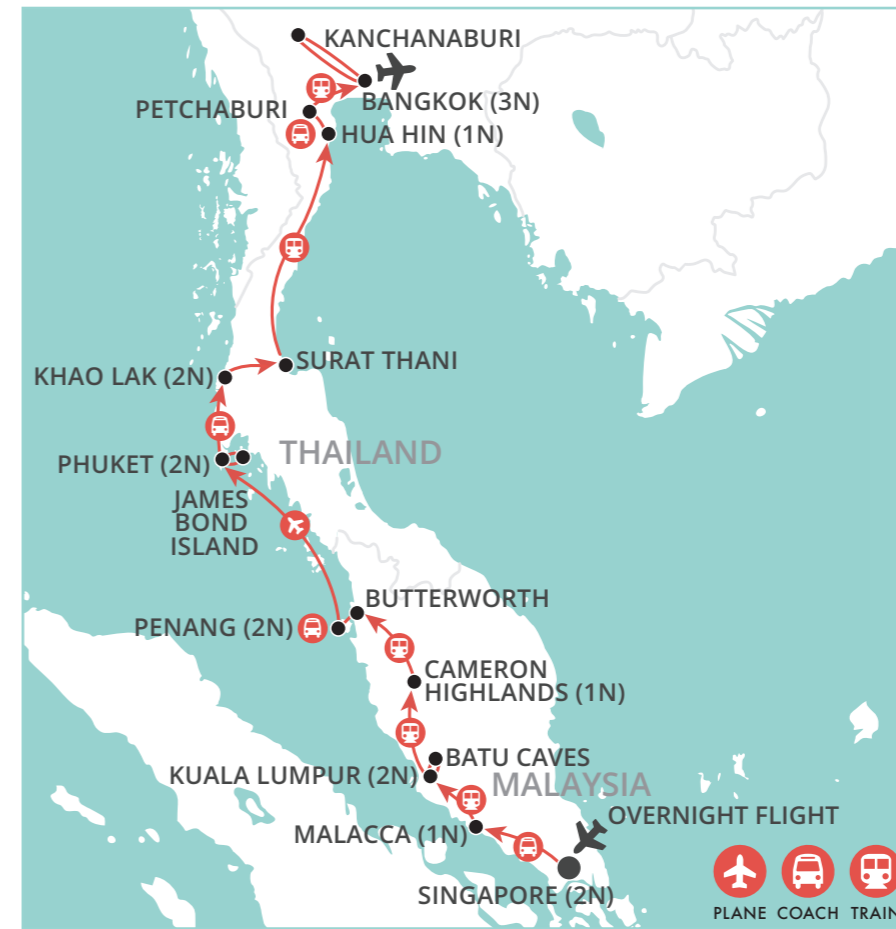 KANCHANABURI
BANGKOK (3N)
PETCHABURI
HUA HIN (1N)
SURAT THANI
KHAO LAK (2N)
THAILAND
PHUKET (2N)
JAMES
BOND
ISLAND
BUTTERWORTH
PENANG (2N)
CAMERON
HIGHLANDS (1N)
BATU CAVES
KUALA LUMPUR (2N)
MALAYSIA
OVERNIGHT FLIGHT
MALACCA (1N)
SINGAPORE (2N)
PLANE COACH TRAIN